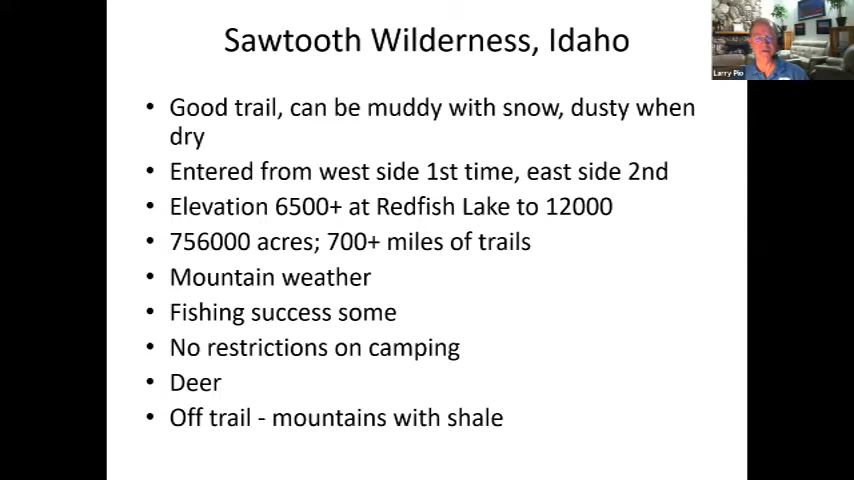 Sawtooth Wilderness, Idaho
• Good trail, can be muddy with snow, dusty when
dry
• Entered from west side 1st time, east side 2nd
• Elevation 6500+ at Redfish Lake to 12000
• 756000 acres; 700+ miles of trails
• Mountain weather
• Fishing success some
• No restrictions on camping
• Deer
• Off trail - mountains with shale
Larry Pio